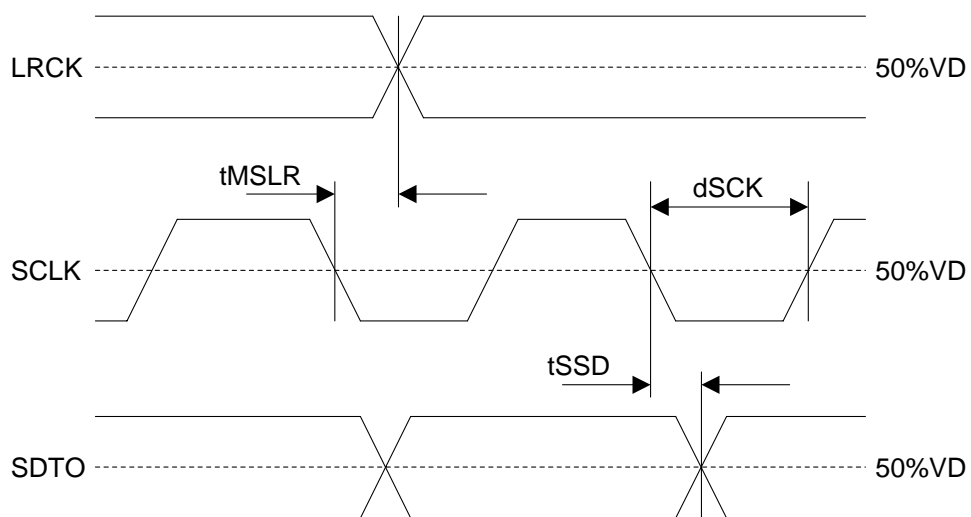 LRCK 50%VD
tMSLR dSCK
SCLK 50%VD
tSSD
SDTO 50%VD